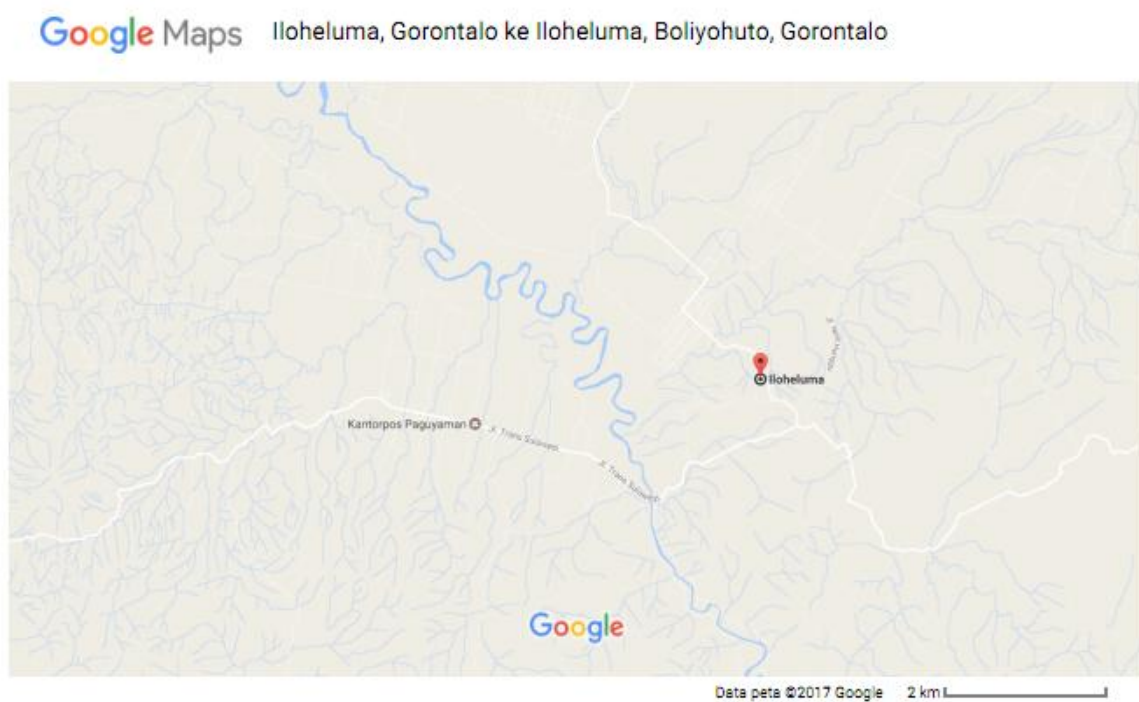 Google Maps Iloheluma, Gorontalo ke Iloheluma, Boliyohuto, Gorontalo
Iloheluma
Kantorpos Paguyaman
Jl. Trans Sulawesi
Jl. Trans Sulawesi
Google
Data peta ©2017 Google 2 km